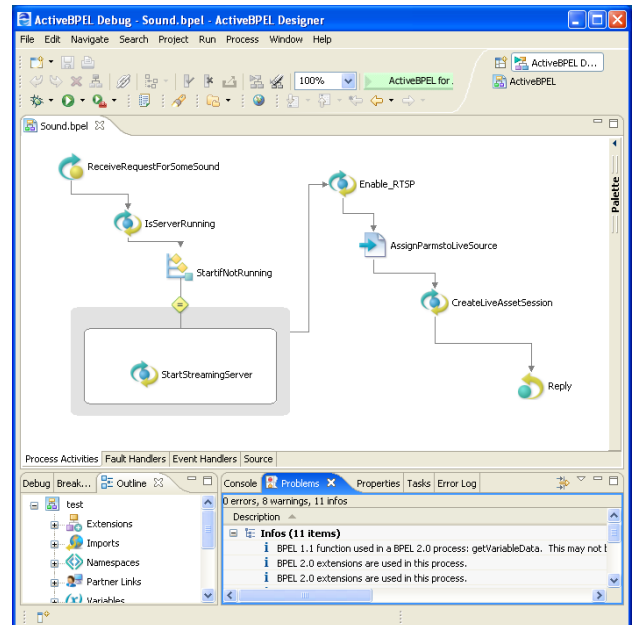 ActiveBPEL Debug - Sound.bpel - ActiveBPEL Designer
File Edit Navigate Search Project Run Process Window Help
ActiveBPEL D...
100% ActiveBPEL for. ActiveBPEL
Sound.bpel
Palette
ReceiveRequestForSomeSound
IsServerRunning
StartifNotRunning
=
StartStreamingServer
Enable_RTSP
AssignParmstoLiveSource
CreateLiveAssetSession
Reply
Process Activities Fault Handlers Event Handlers Source
Debug Break... Outline
test
Extensions
Imports
Namespaces
Partner Links
(x) Variables
Console Problems Properties Tasks Error Log
0 errors, 8 warnings, 11 infos
Description
Infos (11 items)
i BPEL 1.1 function used in a BPEL 2.0 process: getVariableData. This may not
i BPEL 2.0 extensions are used in this process.
i BPEL 2.0 extensions are used in this process.